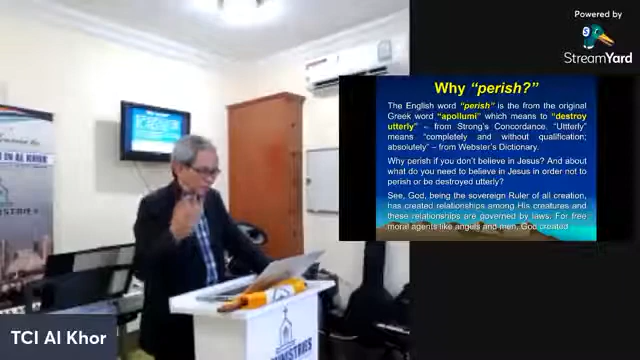 Powered by
StreamYard
Why "perish?"
The English word "perish" is the from the original
Greek word "apollumi" which means to "destroy
utterly" – from Strong's Concordance. "Uttterly"
means "completely and without qualification;
absolutely" – from Webster's Dictionary.
Why perish if you don't believe in Jesus? And about
what do you need to believe in Jesus in order not to
perish or be destroyed utterly?
See, God, being the sovereign Ruler of all creation,
has created relationships among His creatures and
these relationships are governed by laws. For free
moral agents like angels and men, God created
IN AL KHOR
MINISTRIES
TCI Al Khor